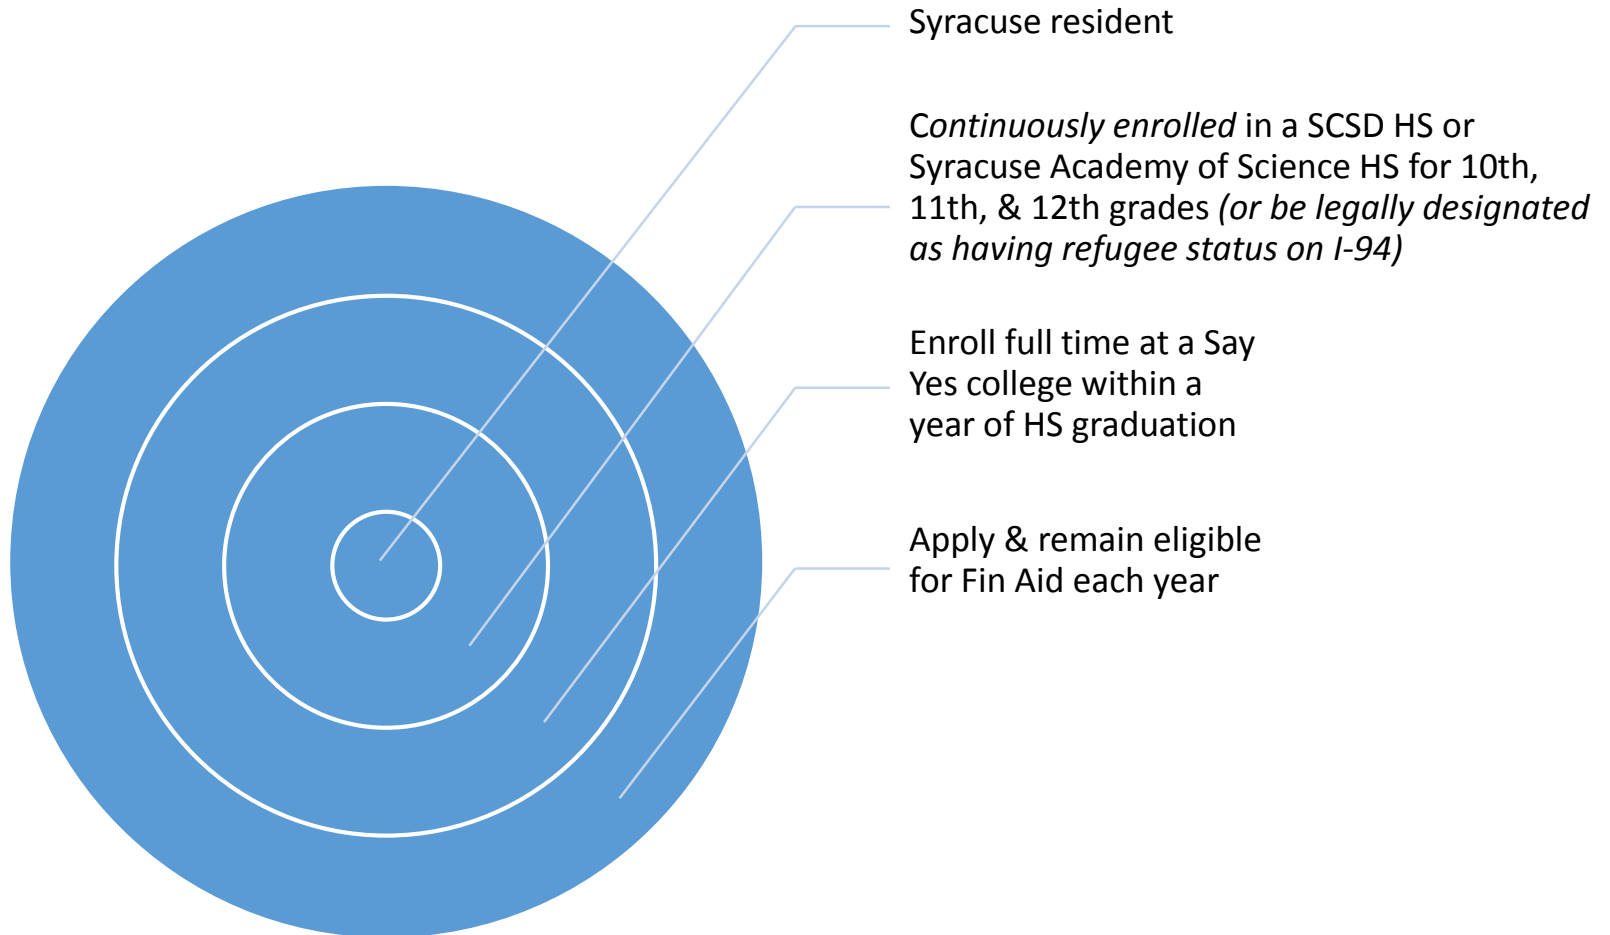 Syracuse resident
Continuously enrolled in a SCSD HS or
Syracuse Academy of Science HS for 10th,
11th, & 12th grades (or be legally designated
as having refugee status on I-94)
Enroll full time at a Say
Yes college within a
year of HS graduation
Apply & remain eligible
for Fin Aid each year